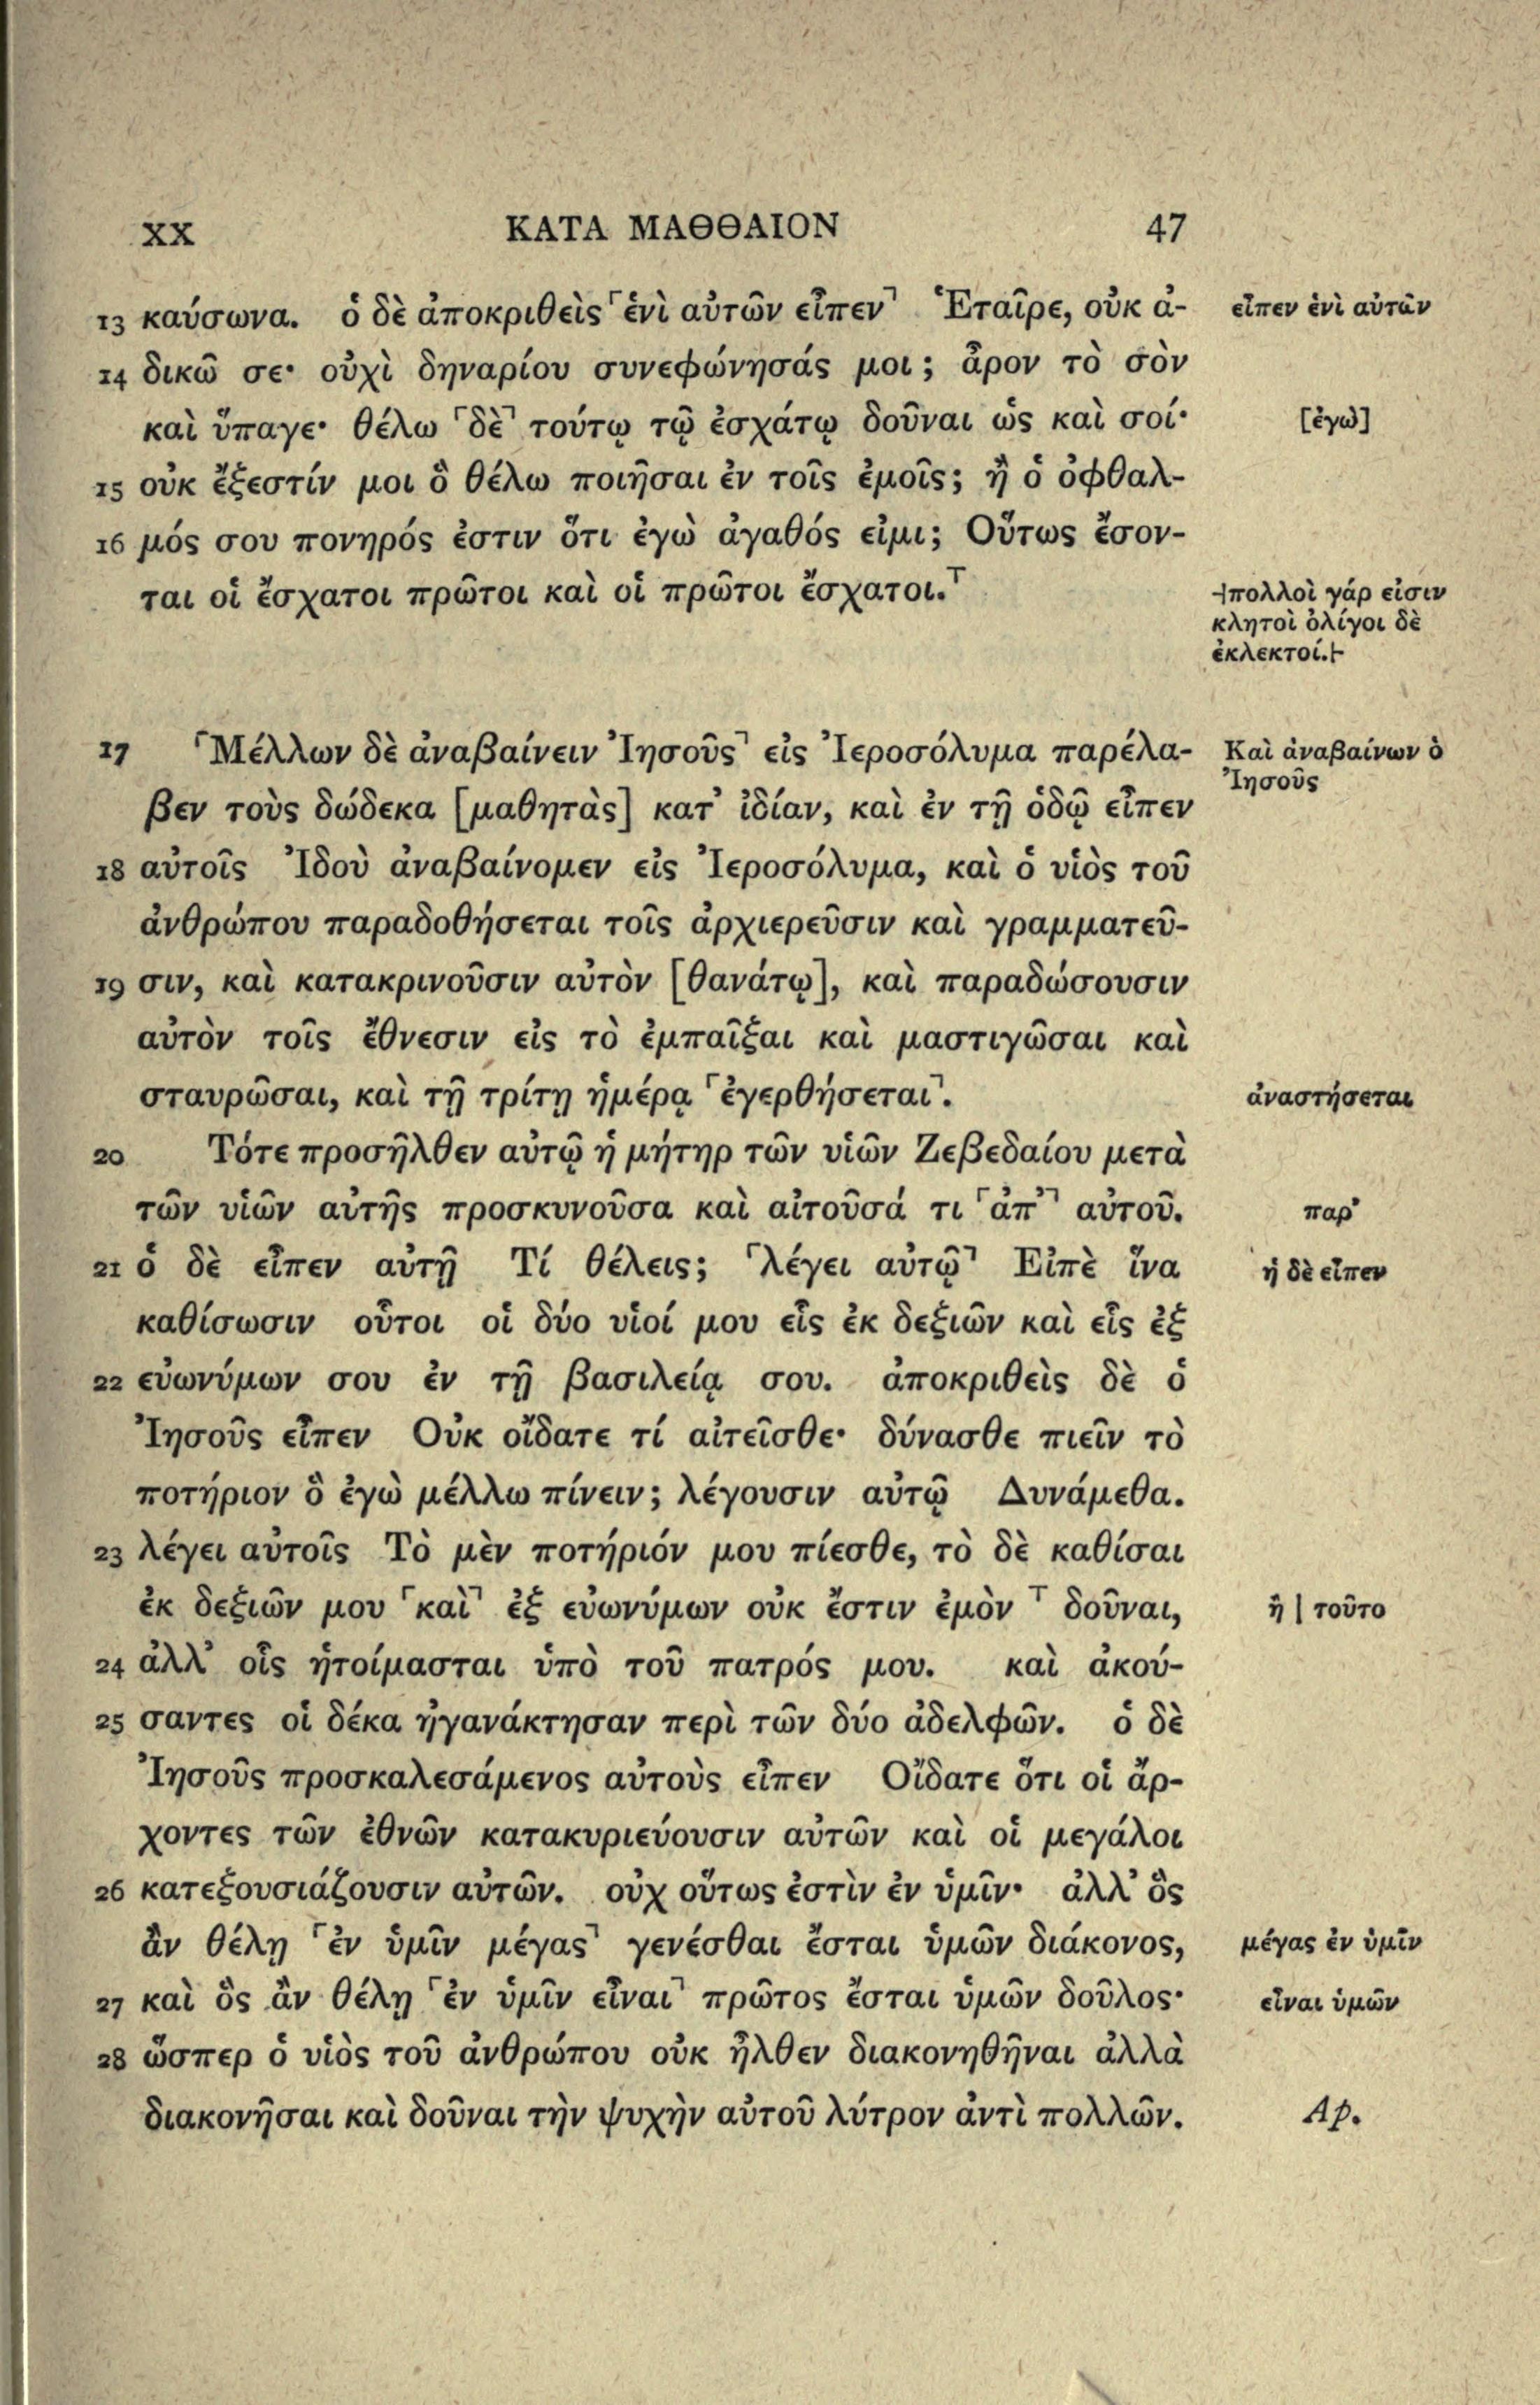 XX ΚΑΤΑ ΜΑΘΘΑΙΟΝ 47
13 καύσωνα. ὁ δὲ ἀποκριθεὶς ⌜ἑνὶ αὐτῶν εἶπεν⌝ Ἑταῖρε, οὐκ ἀ- εἶπεν ἑνὶ αὐτῶν
14 δικῶ σε· οὐχὶ δηναρίου συνεφώνησάς μοι; ἆρον τὸ σὸν
καὶ ὕπαγε· θέλω ⌜δὲ⌝ τούτῳ τῷ ἐσχάτῳ δοῦναι ὡς καὶ σοί· [ἐγὼ]
15 οὐκ ἔξεστίν μοι ὃ θέλω ποιῆσαι ἐν τοῖς ἐμοῖς; ἢ ὁ ὀφθαλ-
16 μός σου πονηρός ἐστιν ὅτι ἐγὼ ἀγαθός εἰμι; Οὕτως ἔσον-
ται οἱ ἔσχατοι πρῶτοι καὶ οἱ πρῶτοι ἔσχατοι.⊤ ⊣πολλοὶ γάρ εἰσιν
κλητοὶ ὀλίγοι δὲ
ἐκλεκτοί.⊢
17 ⌜Μέλλων δὲ ἀναβαίνειν Ἰησοῦς⌝ εἰς Ἱεροσόλυμα παρέλα- Καὶ ἀναβαίνων ὁ
Ἰησοῦς
βεν τοὺς δώδεκα [μαθητὰς] κατ' ἰδίαν, καὶ ἐν τῇ ὁδῷ εἶπεν
18 αὐτοῖς Ἰδοὺ ἀναβαίνομεν εἰς Ἱεροσόλυμα, καὶ ὁ υἱὸς τοῦ
ἀνθρώπου παραδοθήσεται τοῖς ἀρχιερεῦσιν καὶ γραμματεῦ-
19 σιν, καὶ κατακρινοῦσιν αὐτὸν [θανάτῳ], καὶ παραδώσουσιν
αὐτὸν τοῖς ἔθνεσιν εἰς τὸ ἐμπαῖξαι καὶ μαστιγῶσαι καὶ
σταυρῶσαι, καὶ τῇ τρίτῃ ἡμέρᾳ ⌜ἐγερθήσεται⌝. ἀναστήσεται
20 Τότε προσῆλθεν αὐτῷ ἡ μήτηρ τῶν υἱῶν Ζεβεδαίου μετὰ
τῶν υἱῶν αὐτῆς προσκυνοῦσα καὶ αἰτοῦσά τι ⌜ἀπ'⌝ αὐτοῦ. παρ'
21 ὁ δὲ εἶπεν αὐτῇ Τί θέλεις; ⌜λέγει αὐτῷ⌝ Εἰπὲ ἵνα ἡ δὲ εἶπεν
καθίσωσιν οὗτοι οἱ δύο υἱοί μου εἷς ἐκ δεξιῶν καὶ εἷς ἐξ
22 εὐωνύμων σου ἐν τῇ βασιλείᾳ σου. ἀποκριθεὶς δὲ ὁ
Ἰησοῦς εἶπεν Οὐκ οἴδατε τί αἰτεῖσθε· δύνασθε πιεῖν τὸ
ποτήριον ὃ ἐγὼ μέλλω πίνειν; λέγουσιν αὐτῷ Δυνάμεθα.
23 λέγει αὐτοῖς Τὸ μὲν ποτήριόν μου πίεσθε, τὸ δὲ καθίσαι
ἐκ δεξιῶν μου ⌜καὶ⌝ ἐξ εὐωνύμων οὐκ ἔστιν ἐμὸν ⊤ δοῦναι, ἢ | τοῦτο
24 ἀλλ' οἷς ἡτοίμασται ὑπὸ τοῦ πατρός μου. καὶ ἀκού-
25 σαντες οἱ δέκα ἠγανάκτησαν περὶ τῶν δύο ἀδελφῶν. ὁ δὲ
Ἰησοῦς προσκαλεσάμενος αὐτοὺς εἶπεν Οἴδατε ὅτι οἱ ἄρ-
χοντες τῶν ἐθνῶν κατακυριεύουσιν αὐτῶν καὶ οἱ μεγάλοι
26 κατεξουσιάζουσιν αὐτῶν. οὐχ οὕτως ἐστὶν ἐν ὑμῖν· ἀλλ' ὃς
ἂν θέλῃ ⌜ἐν ὑμῖν μέγας⌝ γενέσθαι ἔσται ὑμῶν διάκονος, μέγας ἐν ὑμῖν
27 καὶ ὃς ἂν θέλῃ ⌜ἐν ὑμῖν εἶναι⌝ πρῶτος ἔσται ὑμῶν δοῦλος· εἶναι ὑμῶν
28 ὥσπερ ὁ υἱὸς τοῦ ἀνθρώπου οὐκ ἦλθεν διακονηθῆναι ἀλλὰ
διακονῆσαι καὶ δοῦναι τὴν ψυχὴν αὐτοῦ λύτρον ἀντὶ πολλῶν. Ap.